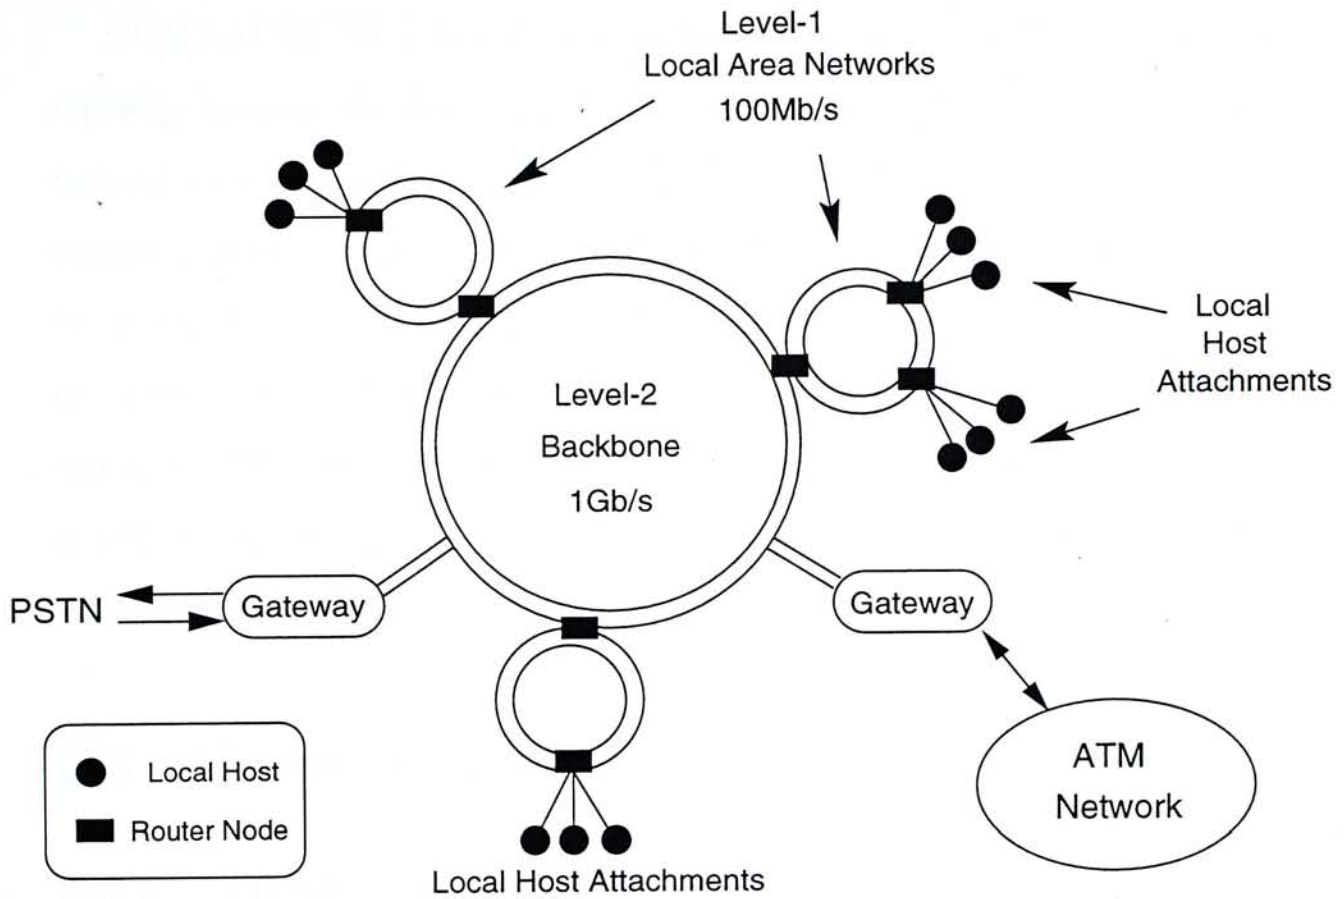 Level-1
Local Area Networks
100Mb/s
Local
Host
Attachments
Level-2
Backbone
1Gb/s
PSTN
Gateway
Gateway
ATM
Network
Local Host
Router Node
Local Host Attachments